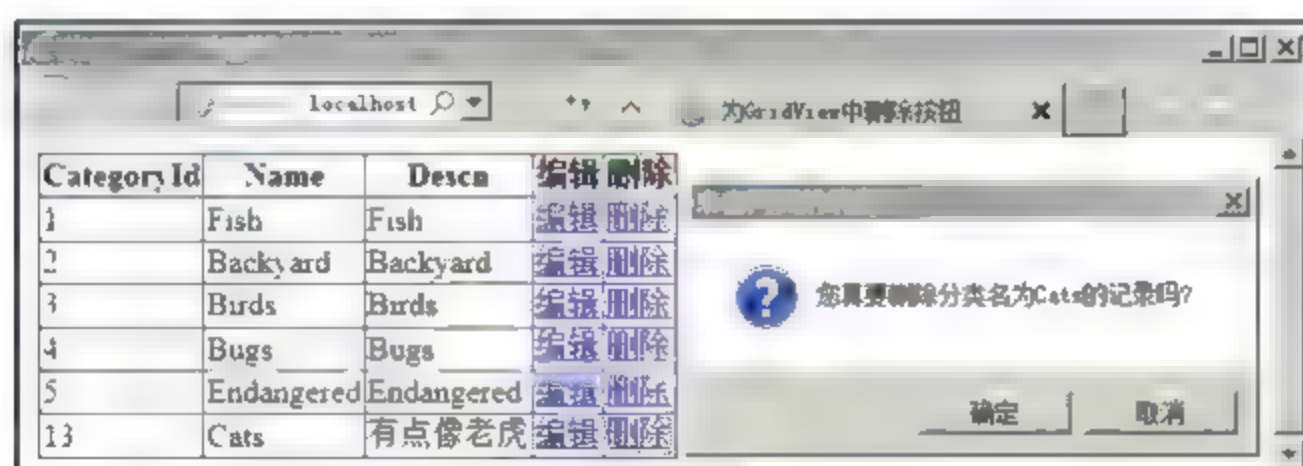 localhost
为GridView中删除按钮
CategoryId Name Descn 编辑 删除
1 Fish Fish 编辑 删除
2 Backyard Backyard 编辑 删除
3 Birds Birds 编辑 删除
4 Bugs Bugs 编辑 删除
5 Endangered Endangered 编辑 删除
13 Cats 有点像老虎 编辑 删除
您真要删除分类名为Cats的记录吗?
确定 取消